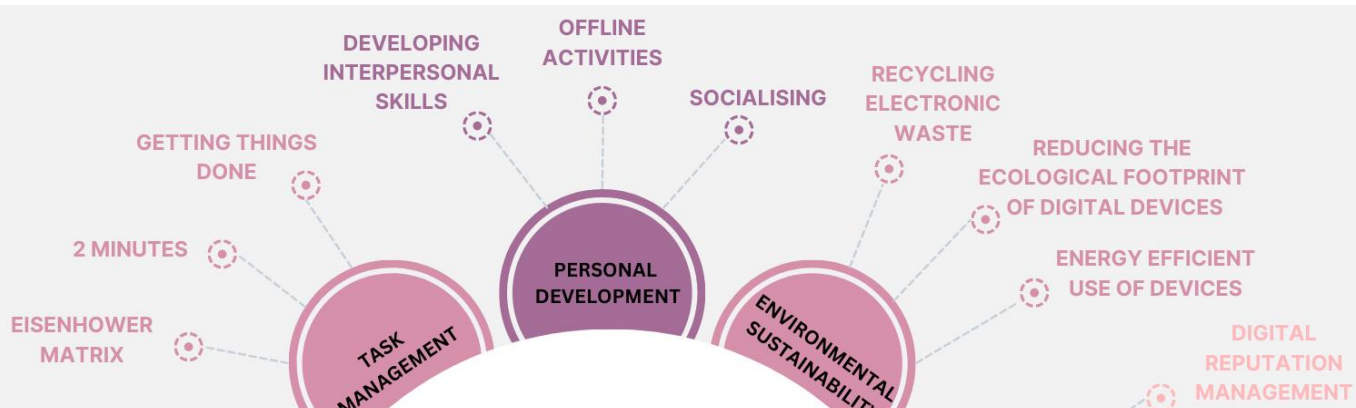 EISENHOWER
MATRIX
2 MINUTES
GETTING THINGS
DONE
TASK
MANAGEMENT
DEVELOPING
INTERPERSONAL
SKILLS
OFFLINE
ACTIVITIES
SOCIALISING
PERSONAL
DEVELOPMENT
RECYCLING
ELECTRONIC
WASTE
REDUCING THE
ECOLOGICAL FOOTPRINT
OF DIGITAL DEVICES
ENERGY EFFICIENT
USE OF DEVICES
ENVIRONMENTAL
SUSTAINABILITY
DIGITAL
REPUTATION
MANAGEMENT